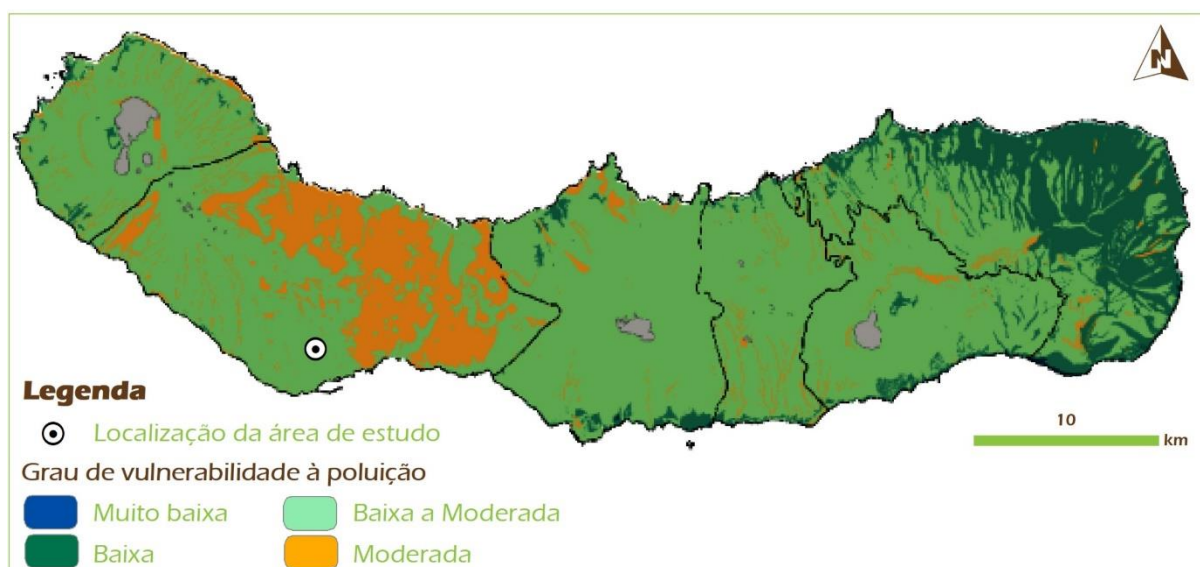 N
Legenda
Localização da área de estudo
Grau de vulnerabilidade à poluição
Muito baixa
Baixa a Moderada
Baixa
Moderada
10
km